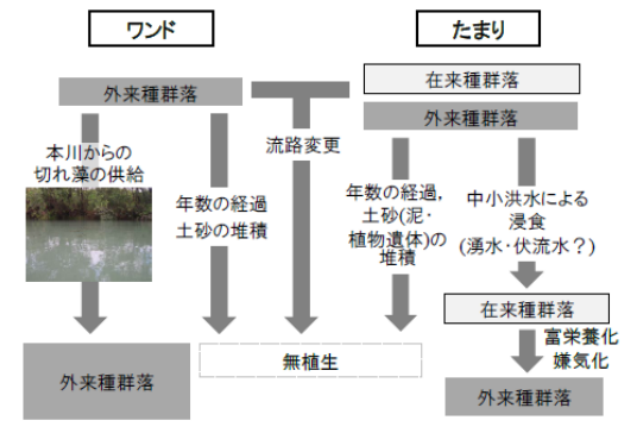 ワンド
たまり
在来種群落
外来種群落
外来種群落
本川からの
切れ藻の供給
年数の経過
土砂の堆積
流路変更
年数の経過,
土砂(泥・
植物遺体)の
堆積
中小洪水による
浸食
(湧水・伏流水？)
在来種群落
富栄養化
嫌気化
外来種群落
無植生
外来種群落